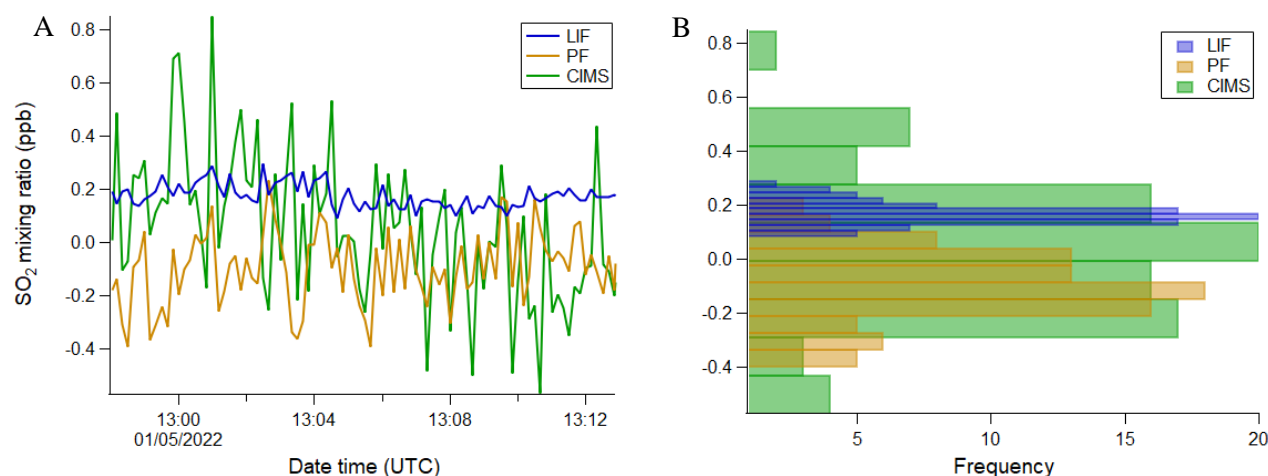 A
LIF
PF
CIMS
0.8
0.6
0.4
0.2
0.0
-0.2
-0.4
SO2 mixing ratio (ppb)
13:00
13:04
13:08
13:12
01/05/2022
Date time (UTC)
B
LIF
PF
CIMS
0.8
0.6
0.4
0.2
0.0
-0.2
-0.4
5
10
15
20
Frequency